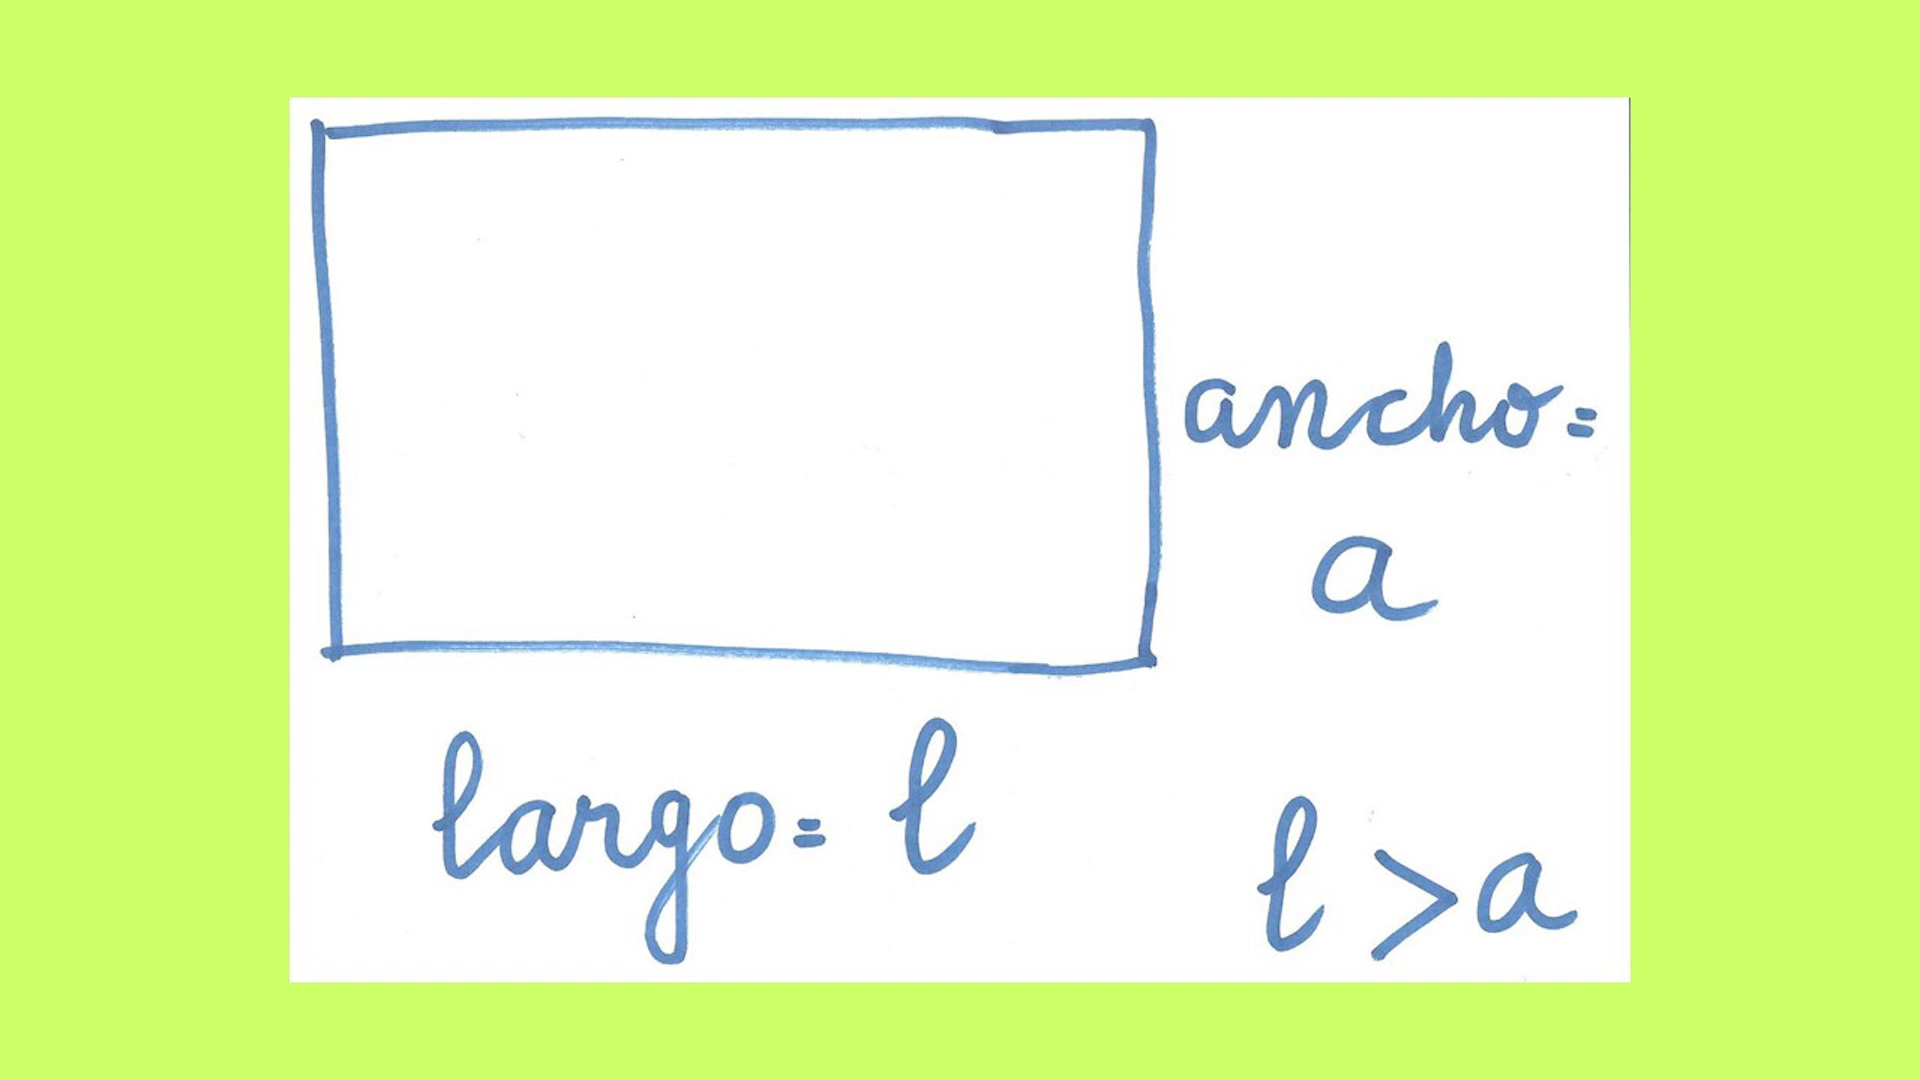 ancho=
a
largo= l
l > a